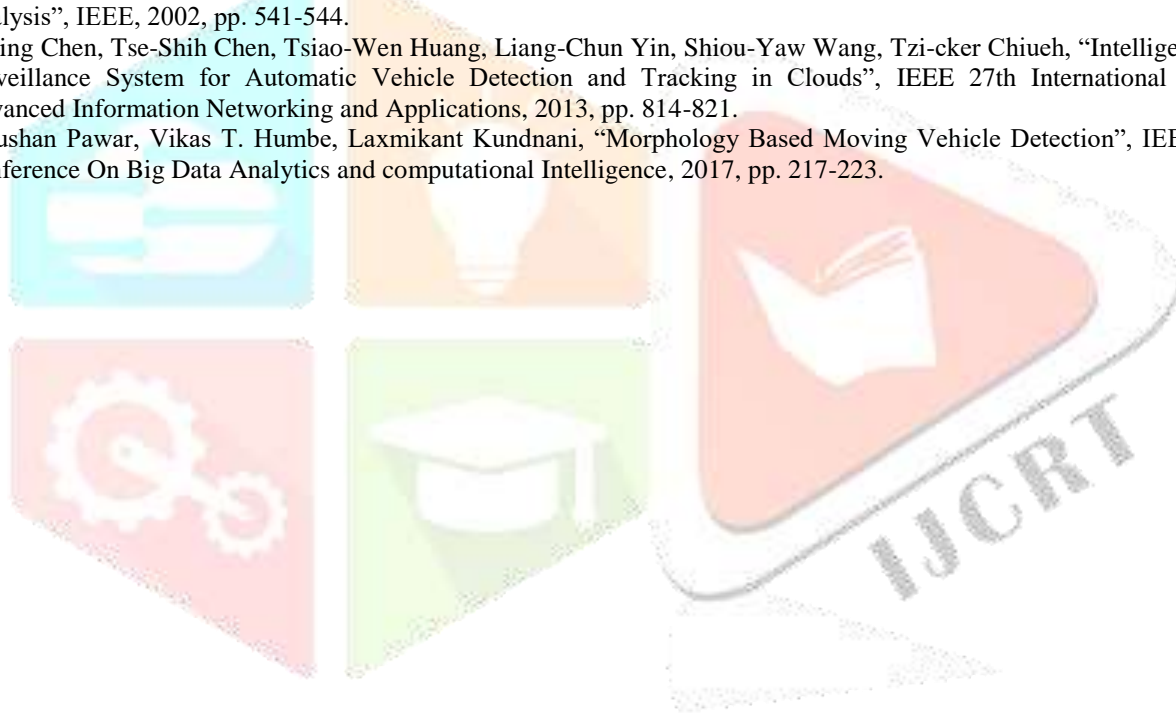 alysis”, IEEE, 2002, pp. 541-544.
ing Chen, Tse-Shih Chen, Tsiao-Wen Huang, Liang-Chun Yin, Shiou-Yaw Wang, Tzi-cker Chiueh, “Intellige
veillance System for Automatic Vehicle Detection and Tracking in Clouds”, IEEE 27th International
vanced Information Networking and Applications, 2013, pp. 814-821.
ushan Pawar, Vikas T. Humbe, Laxmikant Kundnani, “Morphology Based Moving Vehicle Detection”, IEE
nference On Big Data Analytics and computational Intelligence, 2017, pp. 217-223.
IJCRT